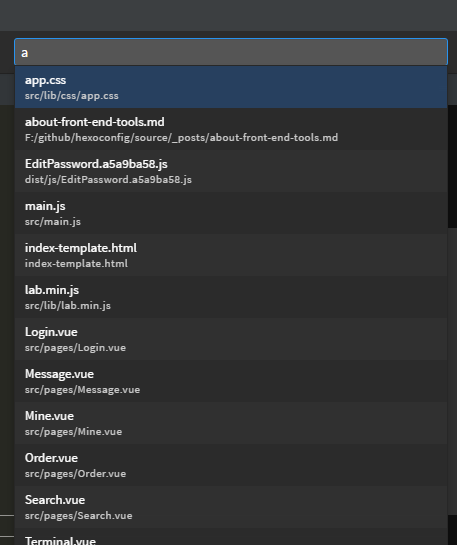 a
app.css
src/lib/css/app.css
about-front-end-tools.md
F:/github/hexoconfig/source/_posts/about-front-end-tools.md
EditPassword.a5a9ba58.js
dist/js/EditPassword.a5a9ba58.js
main.js
src/main.js
index-template.html
index-template.html
lab.min.js
src/lib/lab.min.js
Login.vue
src/pages/Login.vue
Message.vue
src/pages/Message.vue
Mine.vue
src/pages/Mine.vue
Order.vue
src/pages/Order.vue
Search.vue
src/pages/Search.vue
Terminal.vue